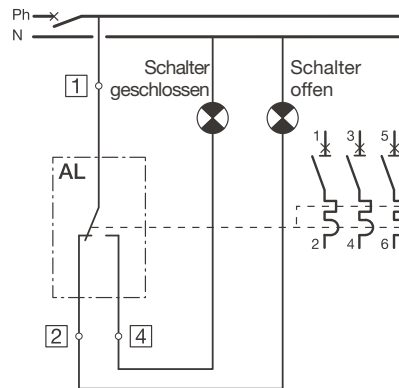 Ph
N
Schalter
geschlossen
Schalter
offen
1
1 3 5
AL
2 4 6
2 4